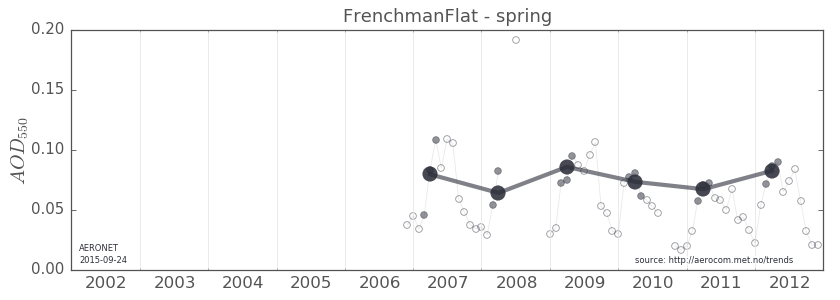 FrenchmanFlat - spring
0.20
0.15
0.10
0.05
0.00
AOD550
AERONET
2015-09-24
source: http://aerocom.met.no/trends
2002 2003 2004 2005 2006 2007 2008 2009 2010 2011 2012